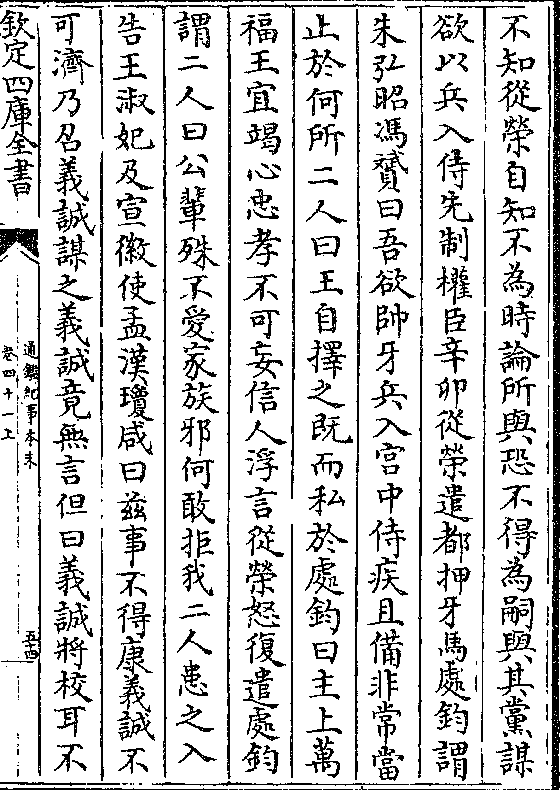 不知從榮自知不為時論所與恐不得為嗣與其黨謀
欲以兵入侍先制權臣辛卯從榮遣都押牙馬處鈞謂
朱弘昭馮贇曰吾欲帥牙兵入宮中侍疾且備非常當
止於何所二人曰王自擇之既而私於處鈞曰主上萬
福王宜竭心忠孝不可妄信人浮言從榮怒復遣處鈞
謂二人曰公輩殊不愛家族邪何敢拒我二人患之入
告王淑妃及宣徽使孟漢瓊咸曰茲事不得康義誠不
可濟乃召義誠謀之義誠竟無言但曰義誠將校耳不
欽定四庫全書
通鑑紀事本末
卷四十一上
五四